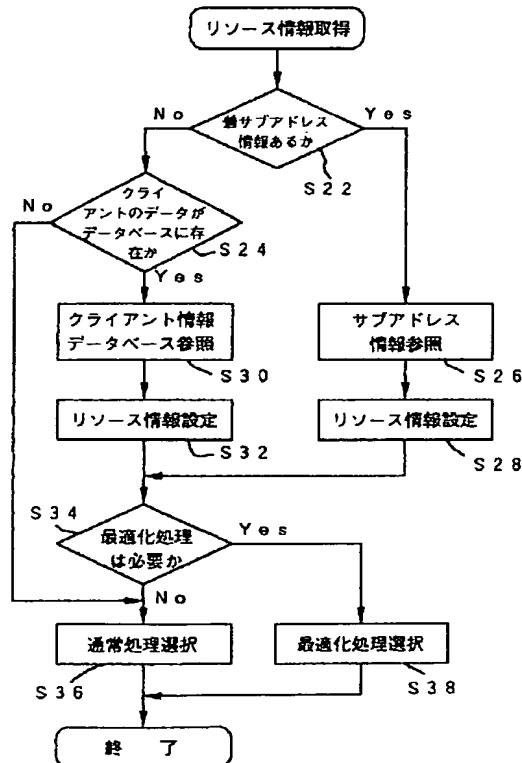 リソース情報取得
No
Yes
サブアドレス
情報あるか
S22
No
クライ
アントのデータが
データベースに存
在か
S24
Yes
クライアント情報
データベース参照
S30
サブアドレス
情報参照
S26
リソース情報設定
S32
リソース情報設定
S28
S34
最適化処理
は必要か
Yes
No
通常処理選択
S36
最適化処理選択
S38
終 了